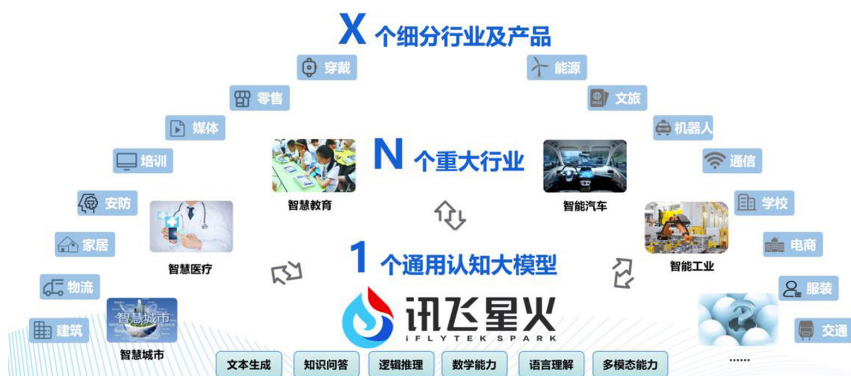 X 个细分行业及产品
穿戴
能源
零售
文旅
媒体
机器人
N 个重大行业
培训
通信
安防
智慧教育
智能汽车
学校
家居
智慧医疗
1 个通用认知大模型
智能工业
电商
物流
服装
讯飞星火
iFLYTEK SPARK
智慧城市
建筑
交通
智慧城市
......
文本生成
知识问答
逻辑推理
数学能力
语言理解
多模态能力